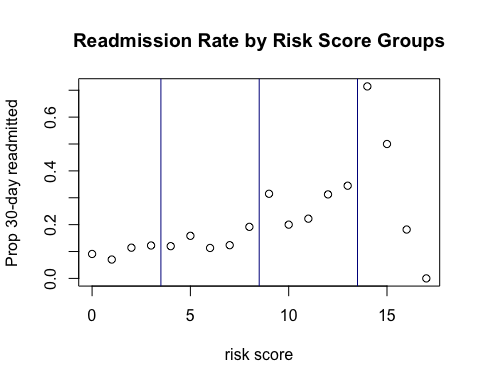 Readmission Rate by Risk Score Groups
Prop 30-day readmitted
0.6
0.4
0.2
0.0
0 5 10 15
risk score